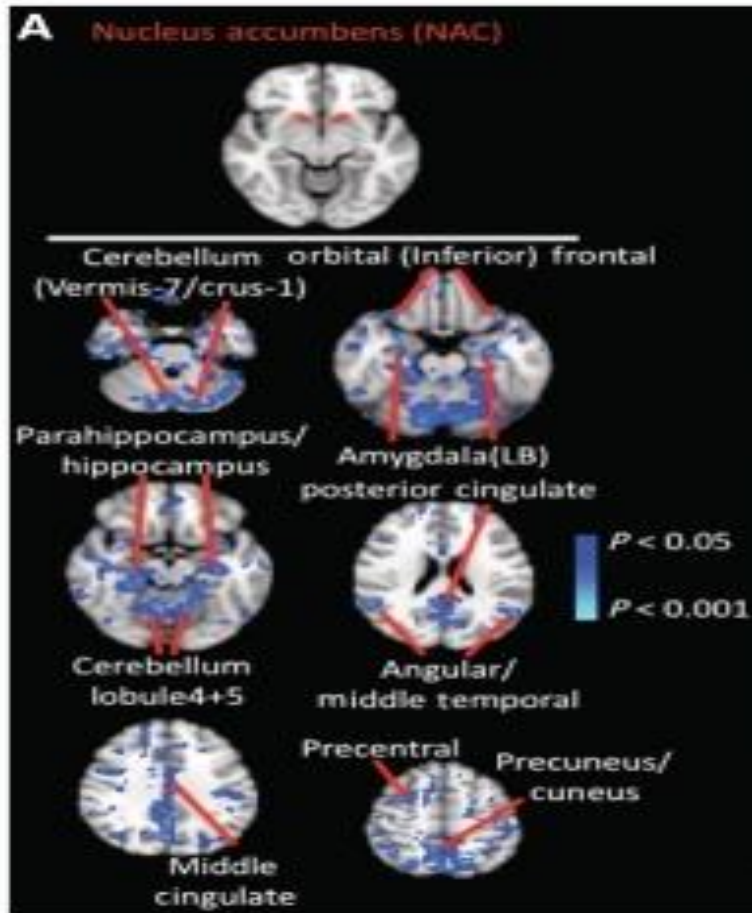 A
Nucleus accumbens (NAC)
Cerebellum
(Vermis-7/crus-1)
orbital (Inferior) frontal
Parahippocampus/
hippocampus
Amygdala(LB)
posterior cingulate
P < 0.05
P < 0.001
Cerebellum
lobule4+5
Angular/
middle temporal
Precentral
Precuneus/
cuneus
Middle
cingulate